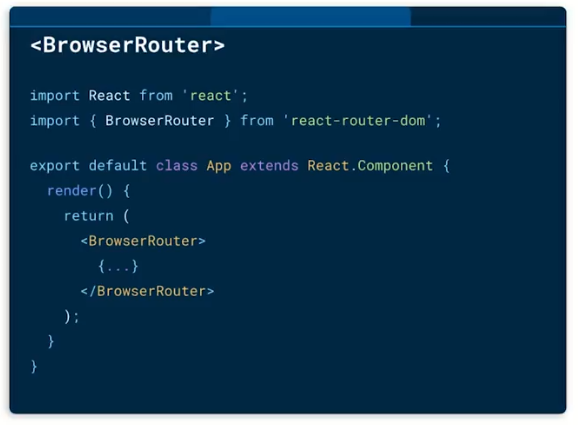 <BrowserRouter>
import React from 'react';
import { BrowserRouter } from 'react-router-dom';
export default class App extends React.Component {
render() {
return (
<BrowserRouter>
{...}
</BrowserRouter>
);
}
}